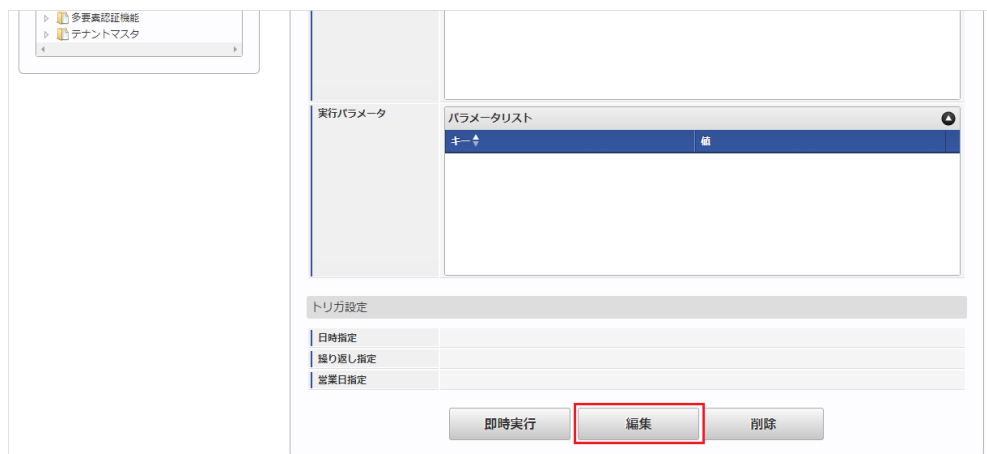 多要素認証機能
テナントマスタ
実行パラメータ
パラメータリスト
キー 値
トリガ設定
日時指定
繰り返し指定
営業日指定
即時実行 編集 削除